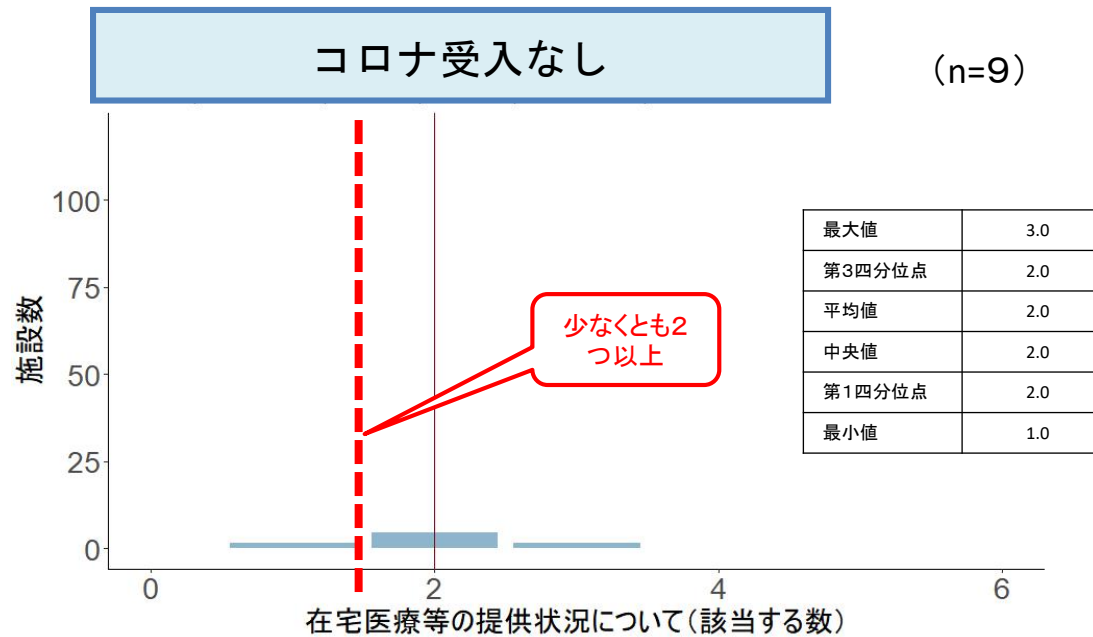 コロナ受入なし
（n=９）
施設数
100
75
50
25
0
少なくとも２
つ以上
0
2
4
6
在宅医療等の提供状況について（該当する数）
最大値 3.0
第3四分位点 2.0
平均値 2.0
中央値 2.0
第1四分位点 2.0
最小値 1.0